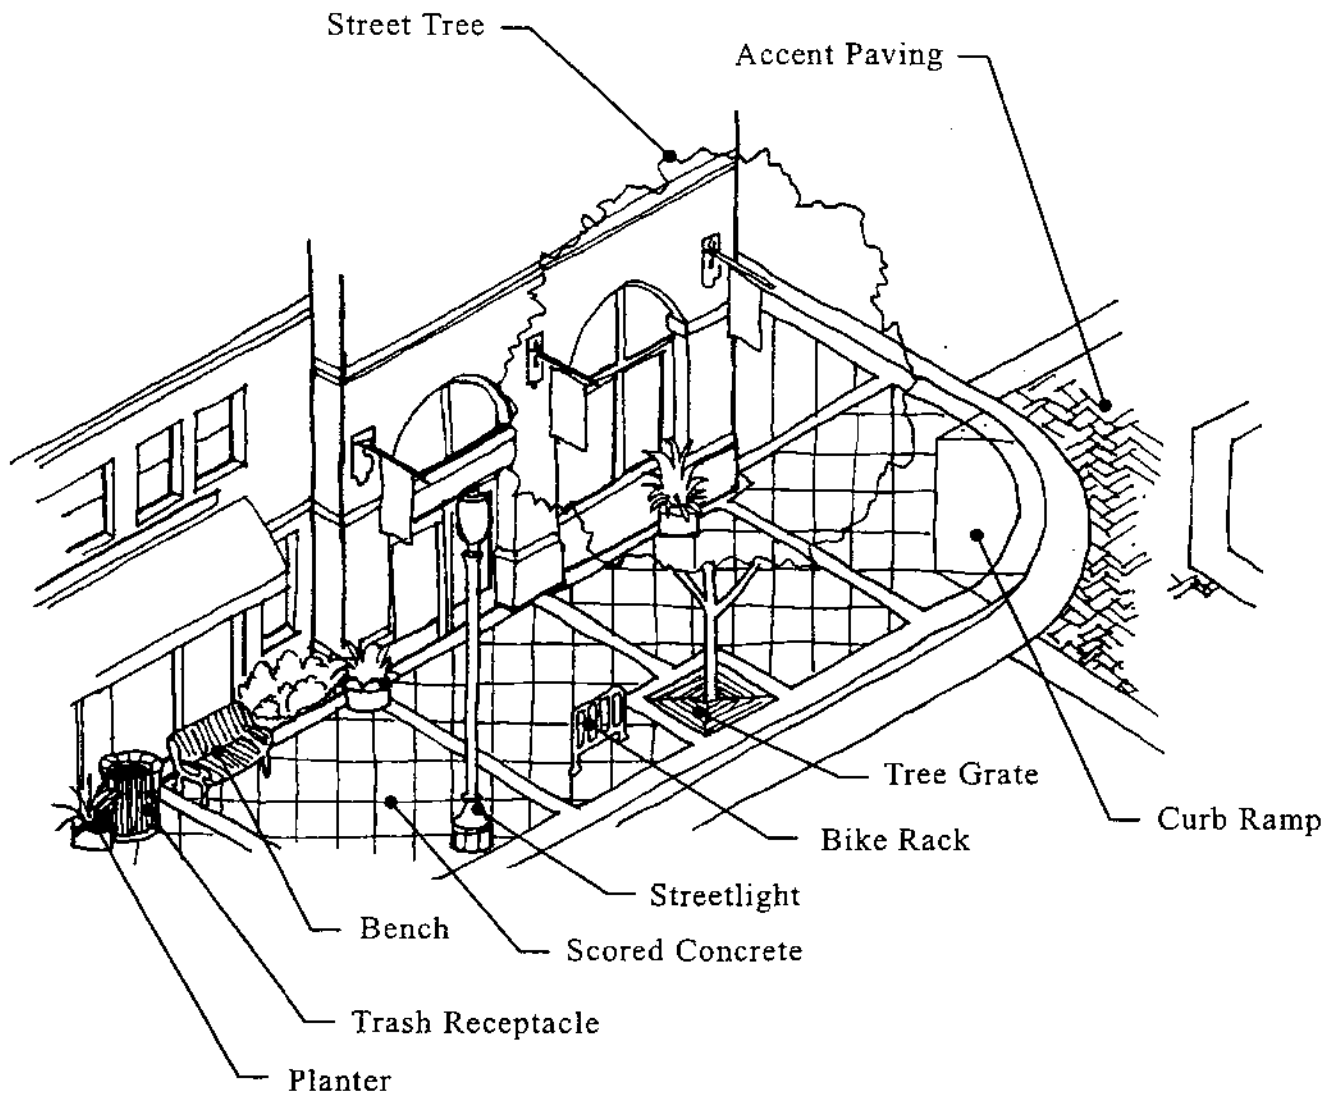 Street Tree
Accent Paving
Tree Grate
Curb Ramp
Bike Rack
Streetlight
Bench
Scored Concrete
Trash Receptacle
Planter